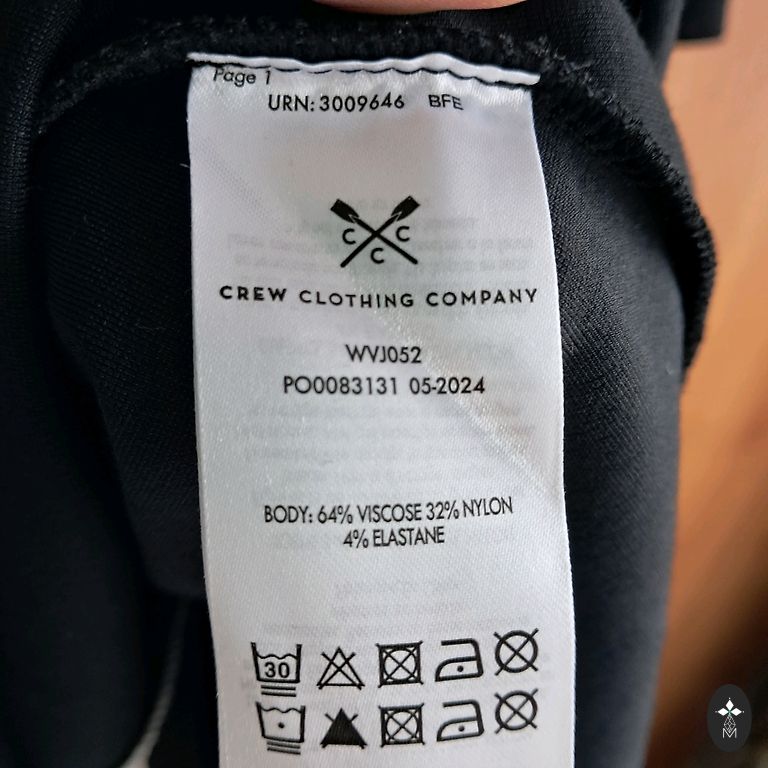 Page 1
URN: 3009646 BFE
C C
C
CREW CLOTHING COMPANY
WVJ052
PO0083131 05-2024
BODY: 64% VISCOSE 32% NYLON
4% ELASTANE
30
M